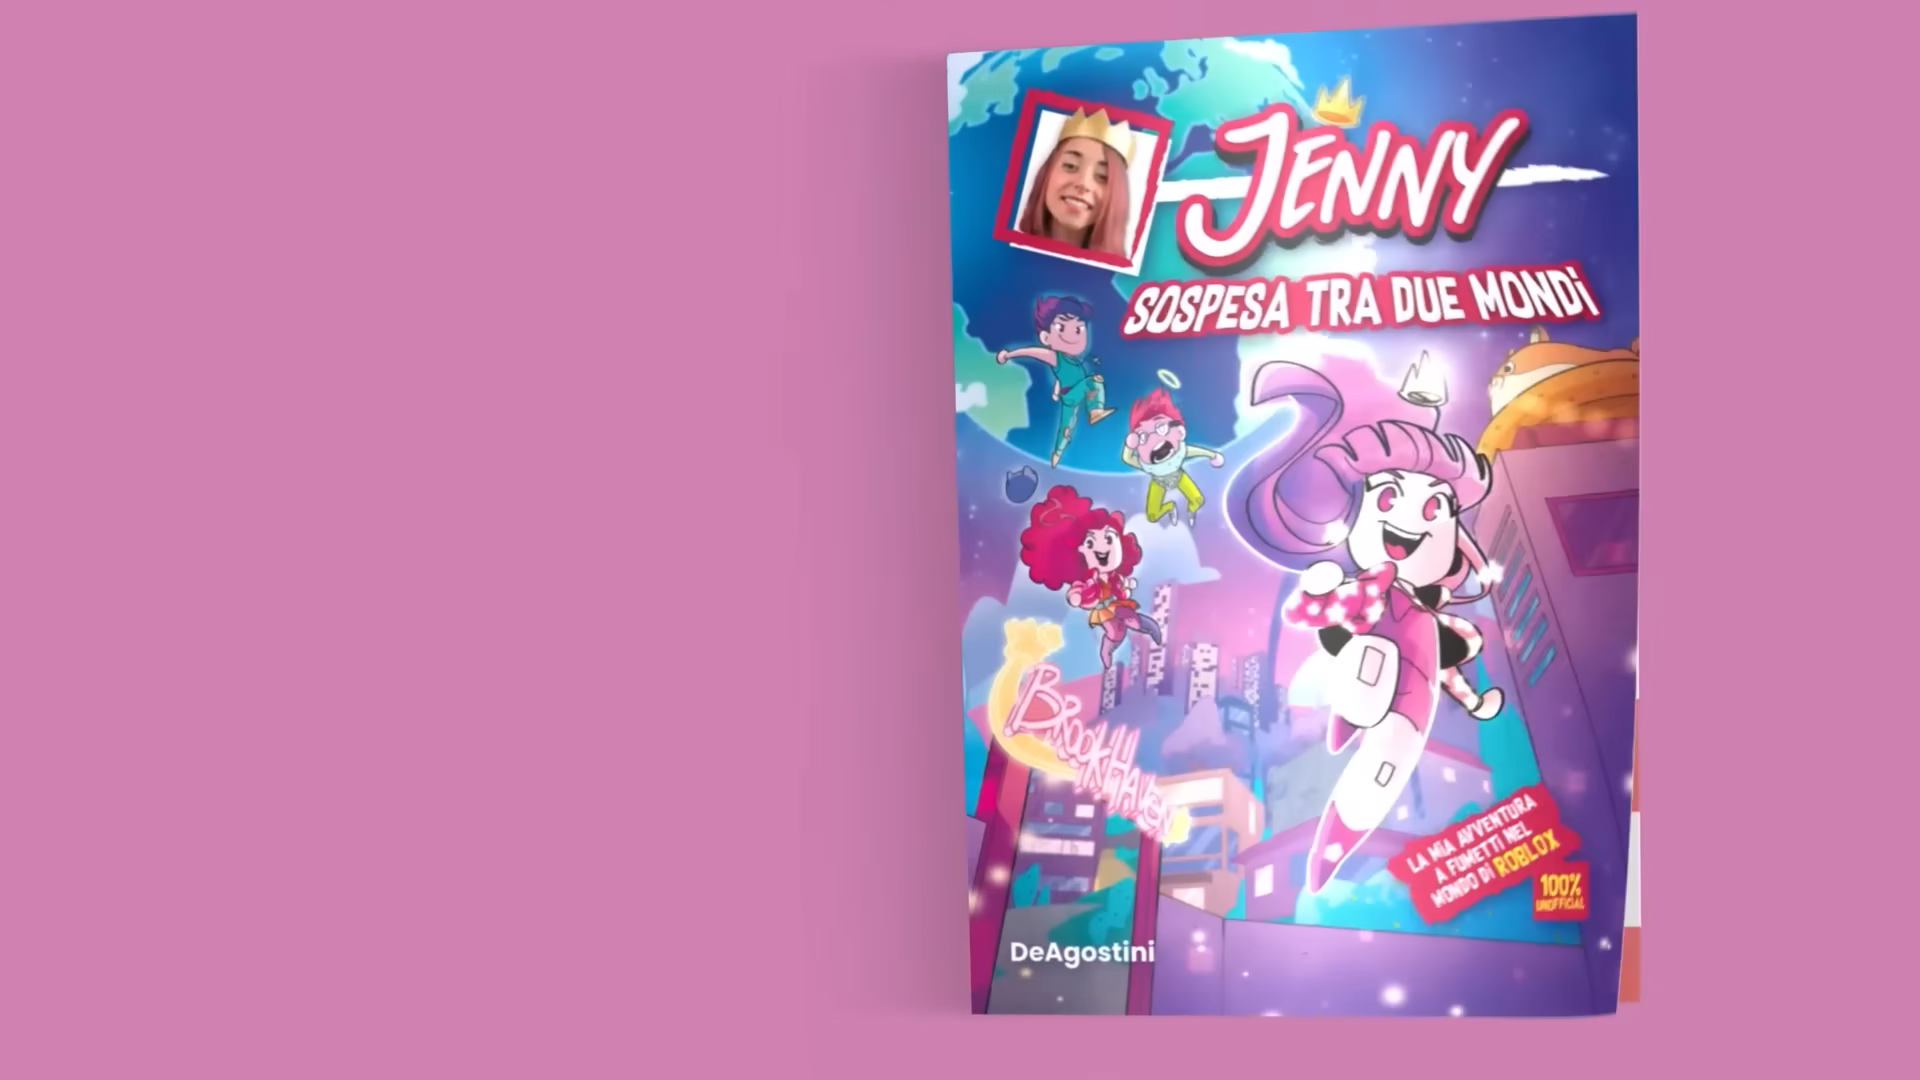 JENNY
SOSPESA TRA DUE MONDi
BROOKHAVEN
LA MIA AVVENTURA
A FUMETTI NEL
MONDO Di ROBLOX
100%
UNOFFICIAL
DeAgostini